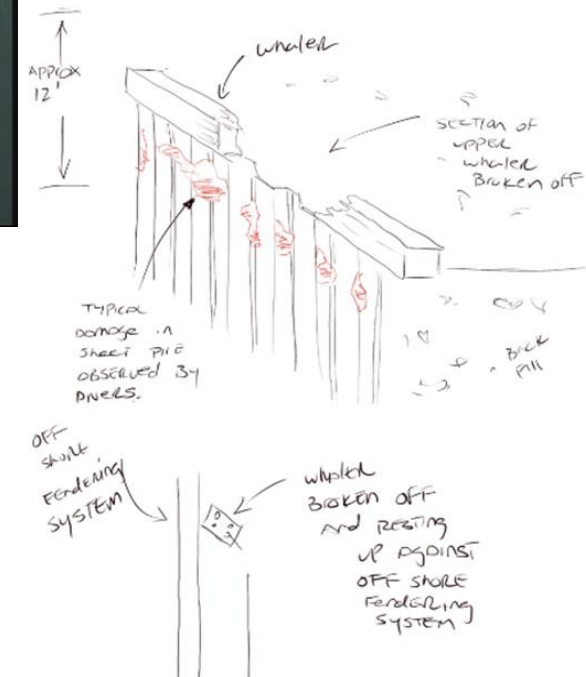 whaler
APPROX
12'
SECTION OF
UPPER
whaler
Broken off
TYPICAL
Damage in
Sheet PILE
OBSERVED BY
DIVERS.
BACK
FILL
OFF
SHORE
FENDERING
SYSTEM
whaler
BROKEN OFF
AND RESTING
UP AGAINST
OFF SHORE
FENDERING
SYSTEM